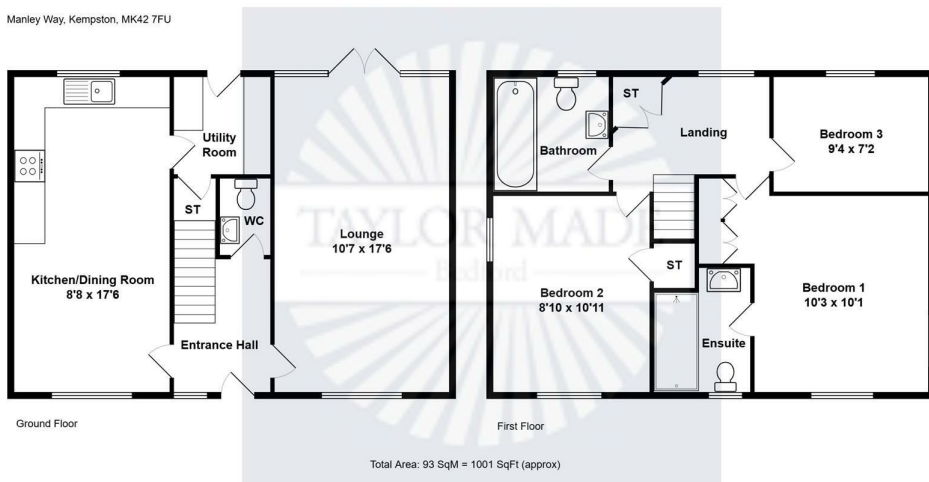 Manley Way, Kempston, MK42 7FU
Utility
Room
ST
WC
Lounge
10'7 x 17'6
Kitchen/Dining Room
8'8 x 17'6
Entrance Hall
Ground Floor
ST
Landing
Bathroom
Bedroom 3
9'4 x 7'2
ST
Bedroom 2
8'10 x 10'11
Bedroom 1
10'3 x 10'1
Ensuite
First Floor
TAYLOR MADE
Bedford
Total Area: 93 SqM = 1001 SqFt (approx)